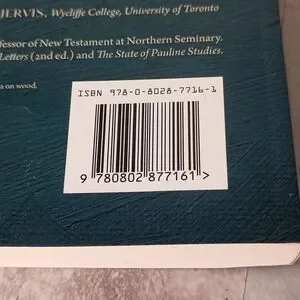 JERVIS, Wycliffe College, University of Toronto
fessor of New Testament at Northern Seminary.
Letters (2nd ed.) and The State of Pauline Studies.
a on wood,
ISBN 978-0-8028-7716-1
9 780802 877161 >